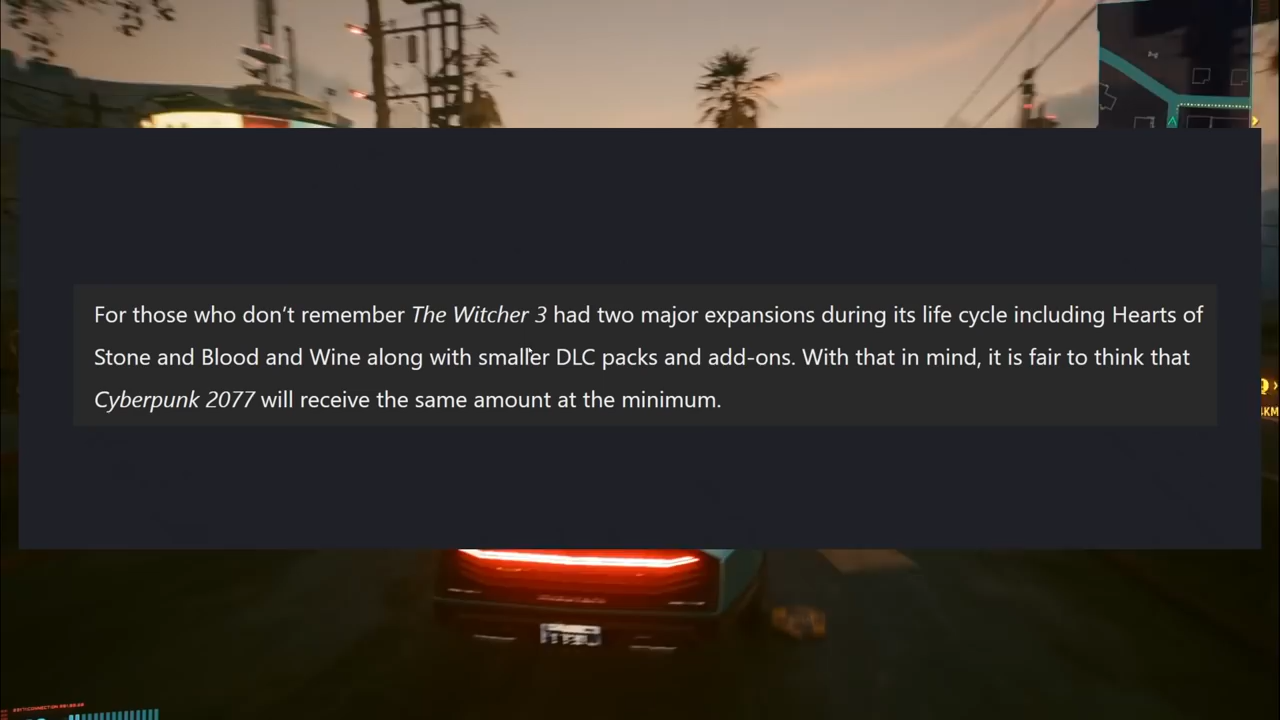 For those who don’t remember The Witcher 3 had two major expansions during its life cycle including Hearts of
Stone and Blood and Wine along with smaller DLC packs and add-ons. With that in mind, it is fair to think that
Cyberpunk 2077 will receive the same amount at the minimum.